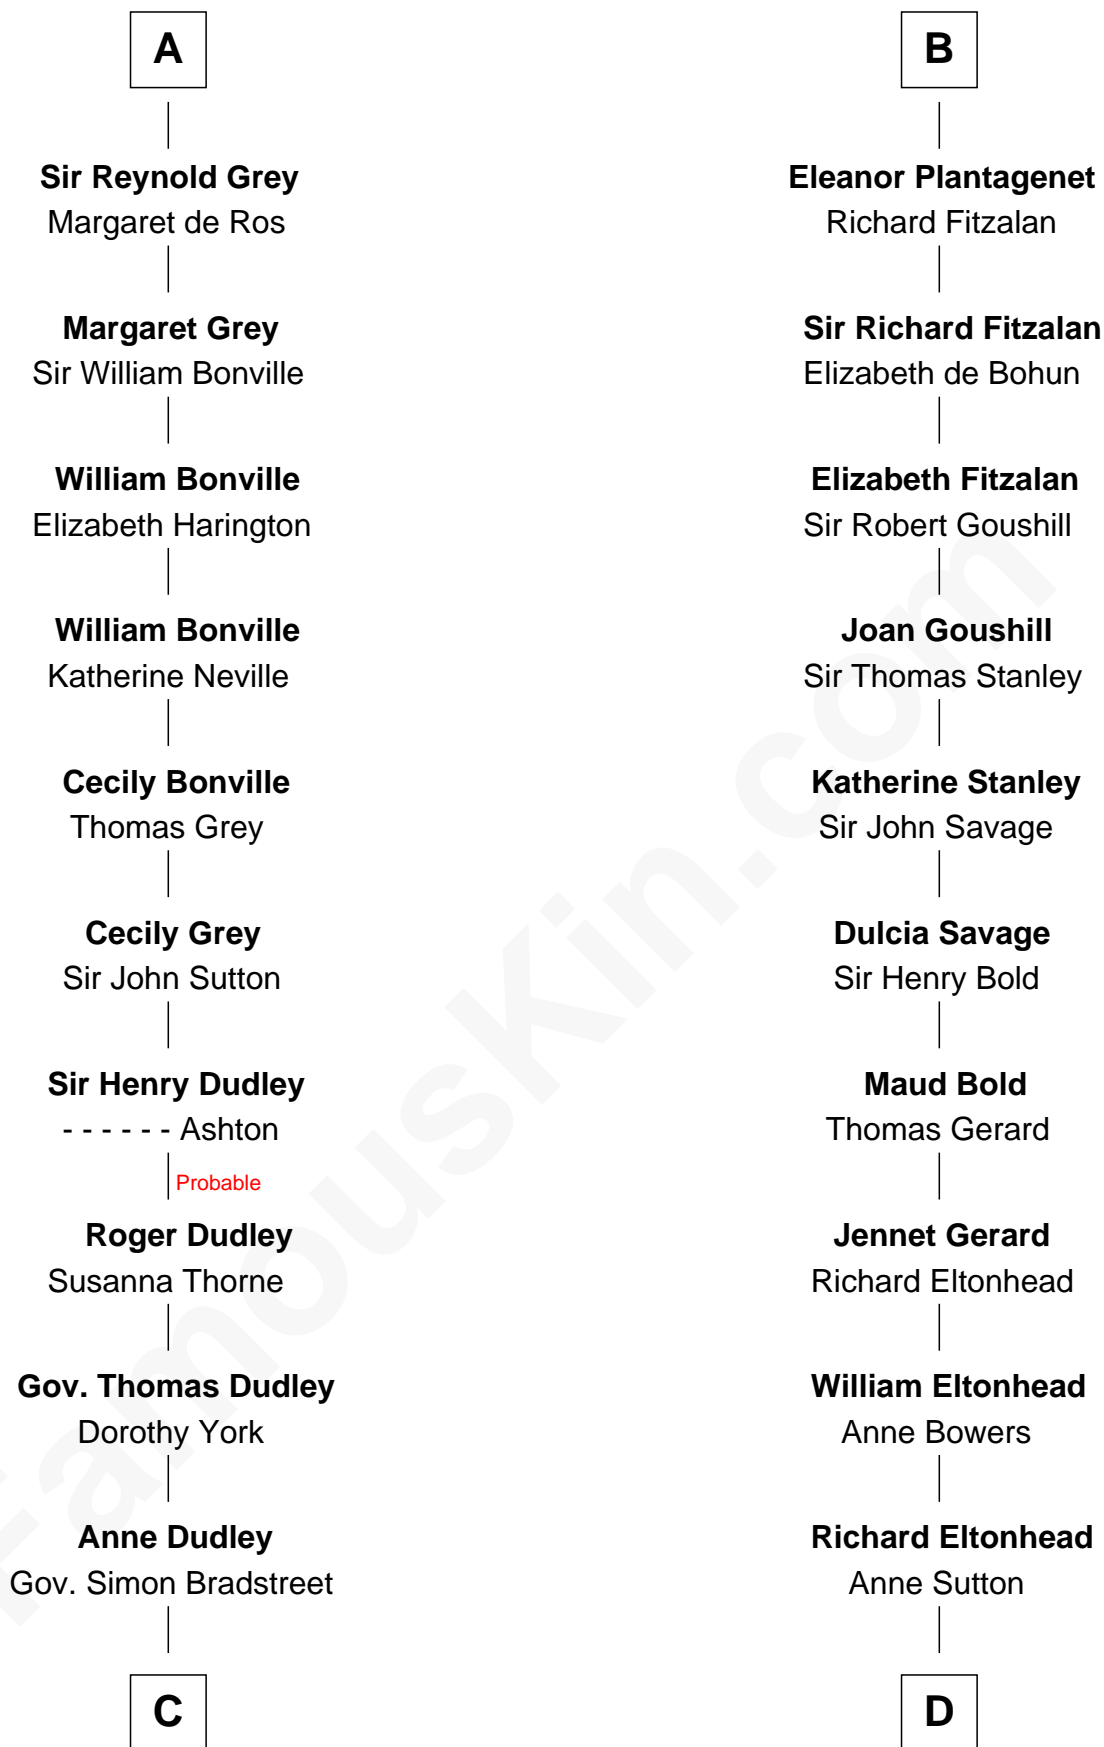 A
Sir Reynold Grey
Margaret de Ros
Margaret Grey
Sir William Bonville
William Bonville
Elizabeth Harington
William Bonville
Katherine Neville
Cecily Bonville
Thomas Grey
Cecily Grey
Sir John Sutton
Sir Henry Dudley
- - - - - - Ashton
Probable
Roger Dudley
Susanna Thorne
Gov. Thomas Dudley
Dorothy York
Anne Dudley
Gov. Simon Bradstreet
C
B
Eleanor Plantagenet
Richard Fitzalan
Sir Richard Fitzalan
Elizabeth de Bohun
Elizabeth Fitzalan
Sir Robert Goushill
Joan Goushill
Sir Thomas Stanley
Katherine Stanley
Sir John Savage
Dulcia Savage
Sir Henry Bold
Maud Bold
Thomas Gerard
Jennet Gerard
Richard Eltonhead
William Eltonhead
Anne Bowers
Richard Eltonhead
Anne Sutton
D
FamousKin.com